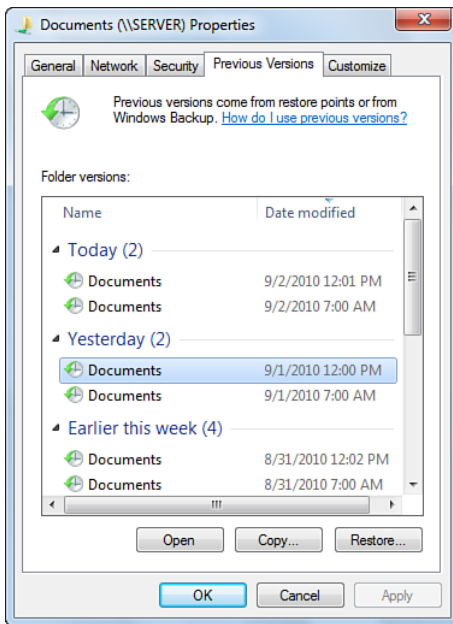 Documents (\\SERVER) Properties
General Network Security Previous Versions Customize
Previous versions come from restore points or from
Windows Backup. How do I use previous versions?
Folder versions:
Name Date modified
Today (2)
Documents 9/2/2010 12:01 PM
Documents 9/2/2010 7:00 AM
Yesterday (2)
Documents 9/1/2010 12:00 PM
Documents 9/1/2010 7:00 AM
Earlier this week (4)
Documents 8/31/2010 12:02 PM
Documents 8/31/2010 7:00 AM
Open Copy... Restore...
OK Cancel Apply